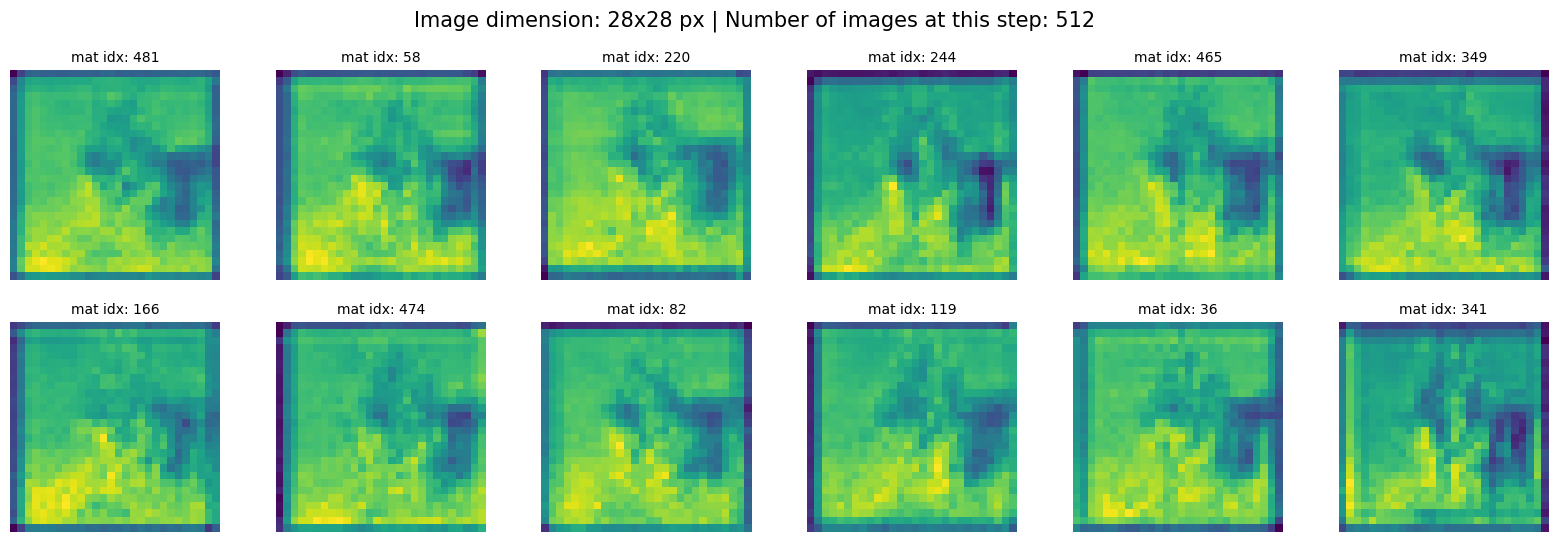 Image dimension: 28x28 px | Number of images at this step: 512
mat idx: 481
mat idx: 58
mat idx: 220
mat idx: 244
mat idx: 465
mat idx: 349
mat idx: 166
mat idx: 474
mat idx: 82
mat idx: 119
mat idx: 36
mat idx: 341